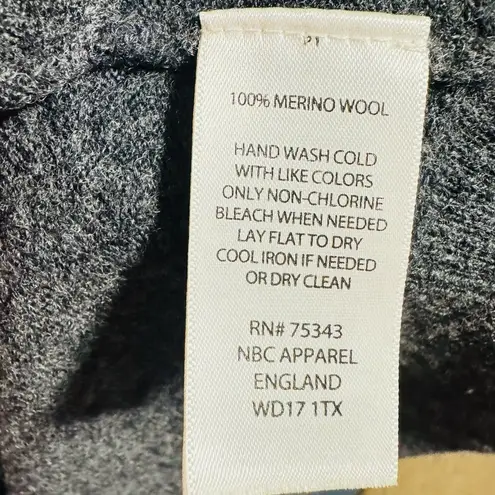 P1
100% MERINO WOOL
HAND WASH COLD
WITH LIKE COLORS
ONLY NON-CHLORINE
BLEACH WHEN NEEDED
LAY FLAT TO DRY
COOL IRON IF NEEDED
OR DRY CLEAN
RN# 75343
NBC APPAREL
ENGLAND
WD17 1TX